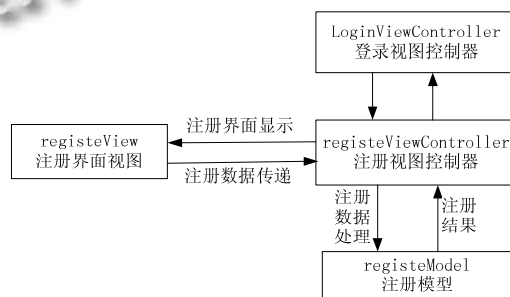 LoginViewController
登录视图控制器
注册界面显示
registeView
注册界面视图
registeViewController
注册视图控制器
注册数据传递
注册
数据
处理
注册
结果
registeModel
注册模型